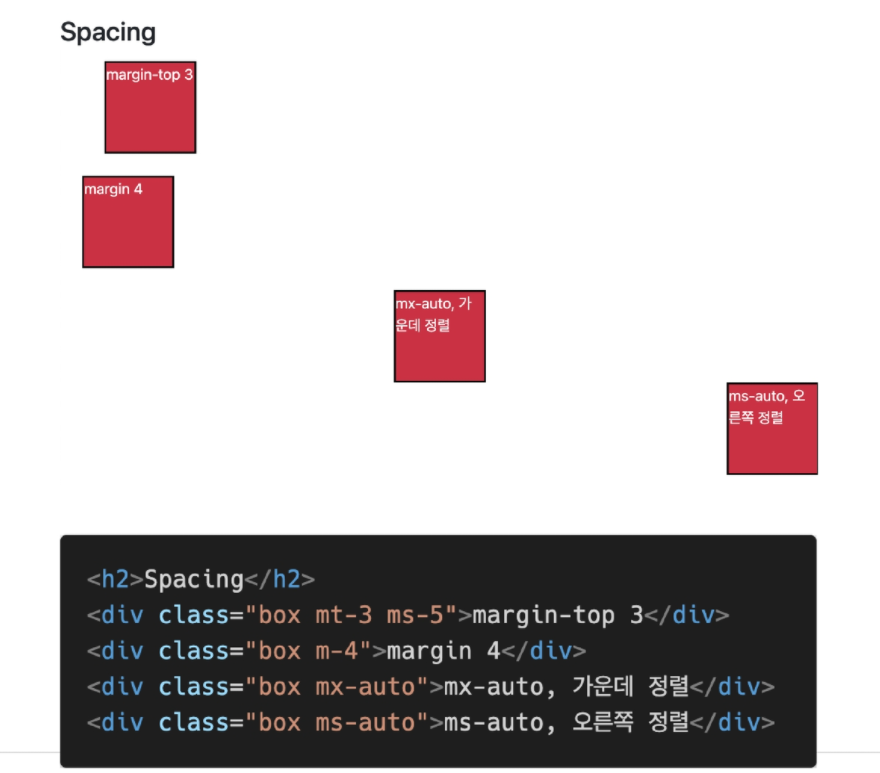 Spacing
margin-top 3
margin 4
mx-auto, 가
운데 정렬
ms-auto, 오
른쪽 정렬
<h2>Spacing</h2>
<div class="box mt-3 ms-5">margin-top 3</div>
<div class="box m-4">margin 4</div>
<div class="box mx-auto">mx-auto, 가운데 정렬</div>
<div class="box ms-auto">ms-auto, 오른쪽 정렬</div>